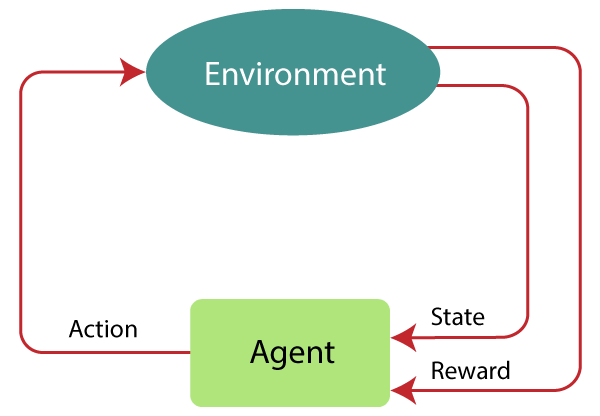 Environment
Action
State
Agent
Reward